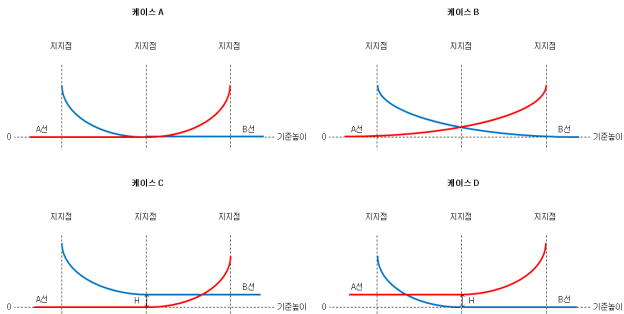 케이스 A
지지점 지지점 지지점
A선 B선
0 기준높이
케이스 B
지지점 지지점 지지점
A선 B선
0 기준높이
케이스 C
지지점 지지점 지지점
B선
A선 H
0 기준높이
케이스 D
지지점 지지점 지지점
A선 H B선
0 기준높이